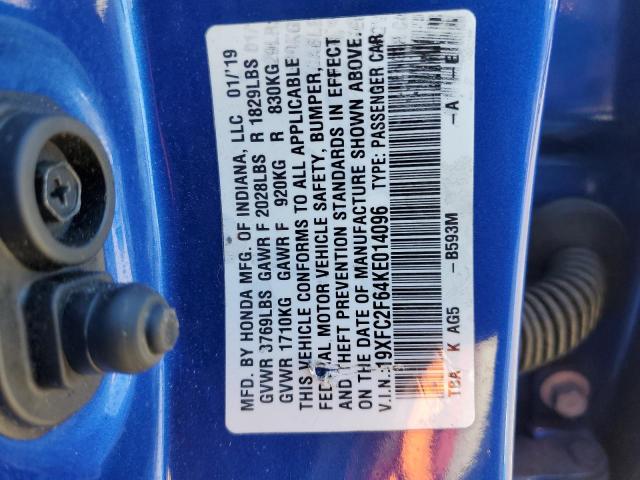 MFD. BY HONDA MFG. OF INDIANA, LLC 01/'19
GVWR 3769LBS GAWR F 2028LBS R 1829LBS
GVWR 1710KG GAWR F 920KG R 830KG
THIS VEHICLE CONFORMS TO ALL APPLICABLE
MOTOR VEHICLE SAFETY, BUMPER,
AND THEFT PREVENTION STANDARDS IN EFFECT
ON THE DATE OF MANUFACTURE SHOWN ABOVE.
V.I.N.:19XFC2F64KE014096 TYPE: PASSENGER CAR
TBA K AG5 - B593M - A E